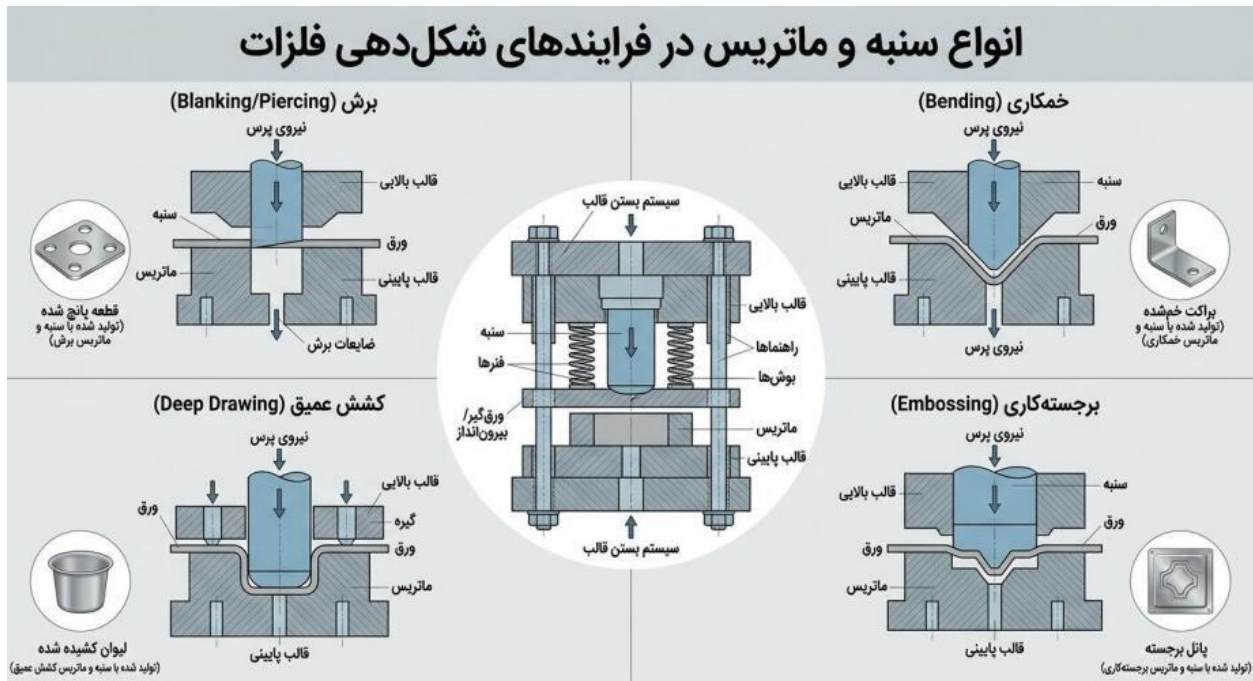 انواع سنبه و ماتریس در فرایندهای شکل‌دهی فلزات
خمکاری (Bending)
نیروی پرس
قالب بالایی
سنبه
ماتریس
ورق
قالب پایینی
نیروی پرس
براکت خم‌شده
(تولید شده با سنبه و
ماتریس خمکاری)
برش (Blanking/Piercing)
نیروی پرس
قالب بالایی
سنبه
ورق
ماتریس
قالب پایینی
ضایعات برش
قطعه پانچ شده
(تولید شده با سنبه و
ماتریس برش)
سیستم بستن قالب
قالب بالایی
سنبه
راهنماها
فنرها
بوش‌ها
ورق‌گیر/
بیرون‌انداز
ماتریس
قالب پایینی
سیستم بستن قالب
برجسته‌کاری (Embossing)
نیروی پرس
قالب بالایی
سنبه
ورق
ورق
ماتریس
قالب پایینی
پانل برجسته
(تولید شده با سنبه و ماتریس برجسته‌کاری)
کشش عمیق (Deep Drawing)
نیروی پرس
قالب بالایی
ورق
گیره
ورق
ماتریس
قالب پایینی
لیوان کشیده شده
(تولید شده با سنبه و ماتریس کشش عمیق)